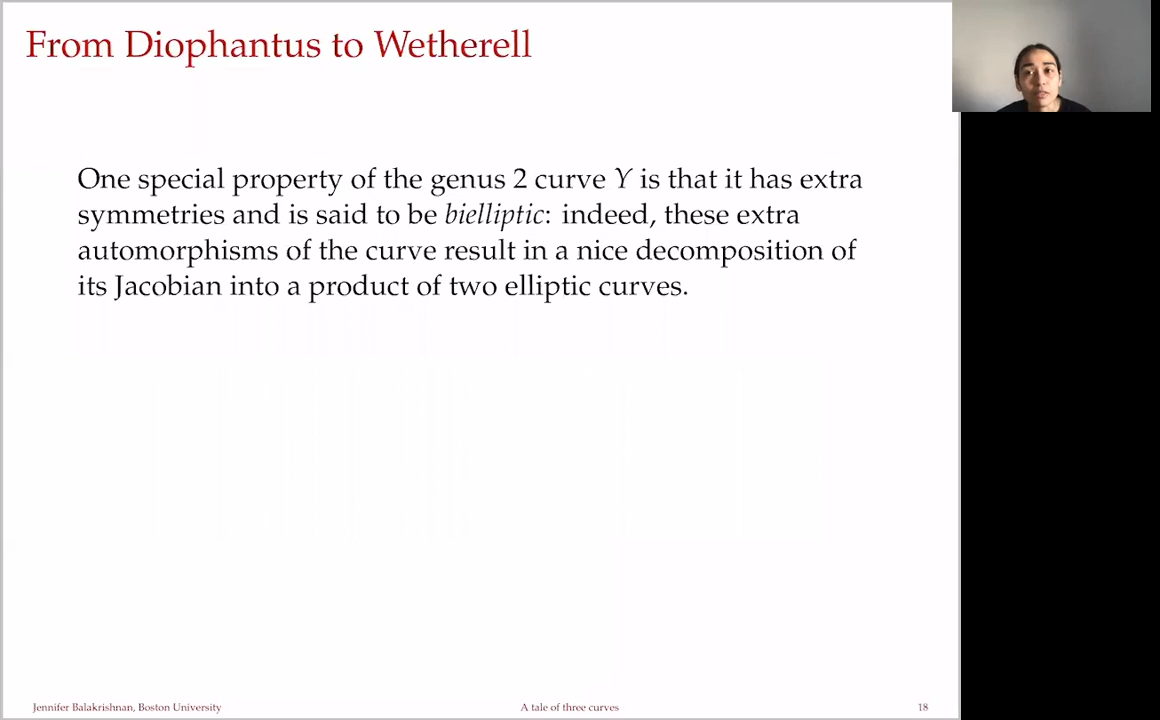 From Diophantus to Wetherell
One special property of the genus 2 curve Y is that it has extra
symmetries and is said to be bielliptic: indeed, these extra
automorphisms of the curve result in a nice decomposition of
its Jacobian into a product of two elliptic curves.
Jennifer Balakrishnan, Boston University
A tale of three curves
18